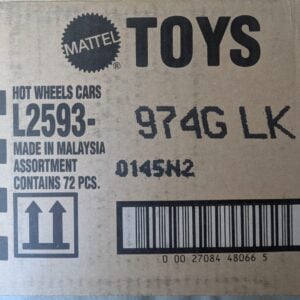 MATTEL® TOYS
HOT WHEELS CARS
L2593- 974G LK
MADE IN MALAYSIA
ASSORTMENT 0145N2
CONTAINS 72 PCS.
0 00 27084 48066 5